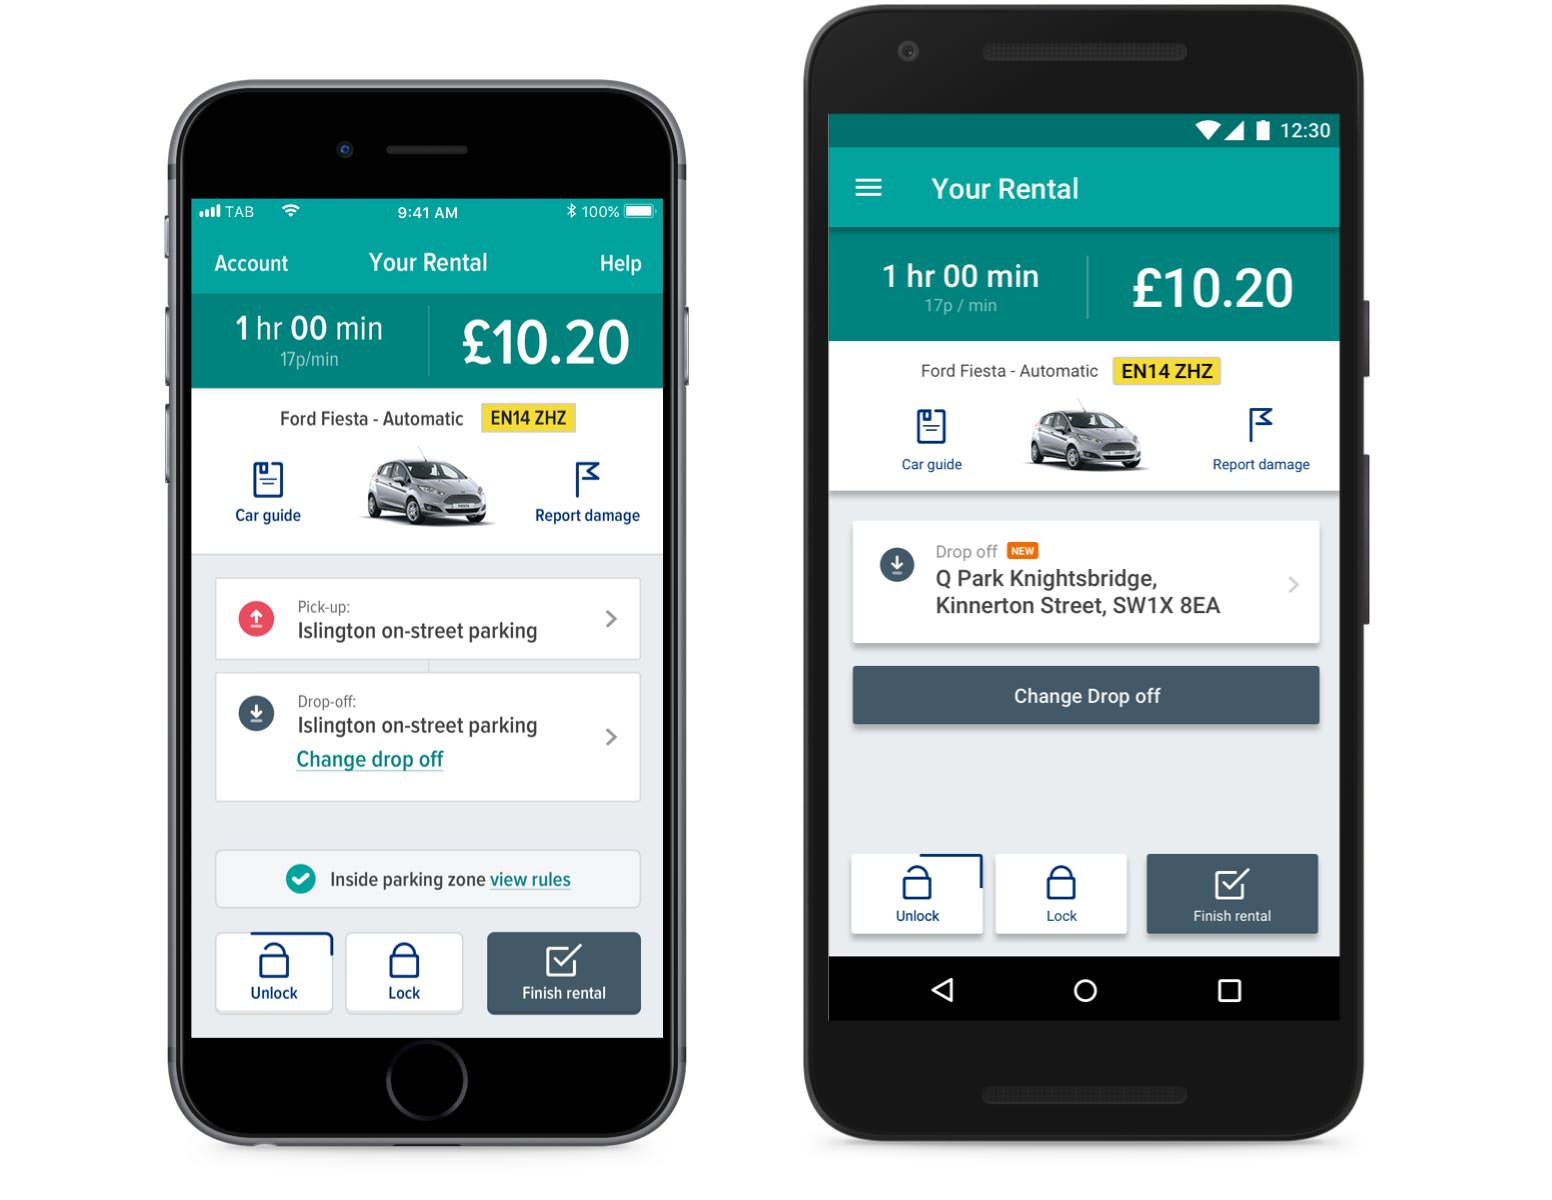 TAB 9:41 AM 100%
Account Your Rental Help
1 hr 00 min £10.20
17p/min
Ford Fiesta - Automatic EN14 ZHZ
Car guide Report damage
Pick-up:
Islington on-street parking
Drop-off:
Islington on-street parking
Change drop off
Inside parking zone view rules
Unlock Lock Finish rental
12:30
Your Rental
1 hr 00 min £10.20
17p / min
Ford Fiesta - Automatic EN14 ZHZ
Car guide Report damage
Drop off NEW
Q Park Knightsbridge,
Kinnerton Street, SW1X 8EA
Change Drop off
Unlock Lock Finish rental